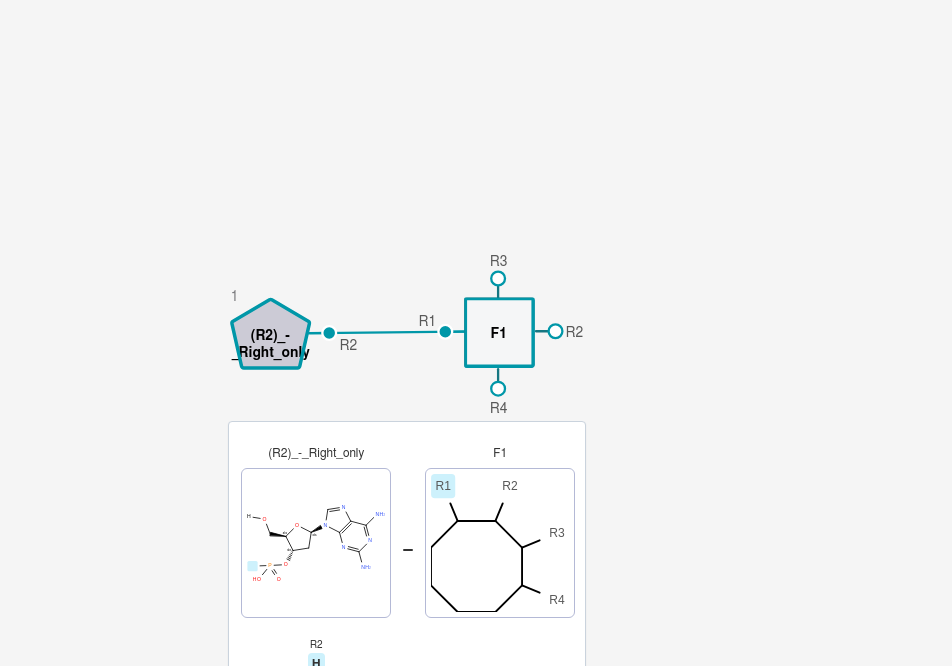 R3
1
R1
(R2)_-
_Right_only
R2
F1
R2
R4
(R2)_-_Right_only
F1
R1
R2
R3
R4
H
O
O
N
N
N
N
N
NH₂
NH₂
O
P
HO
O
–
R2
H